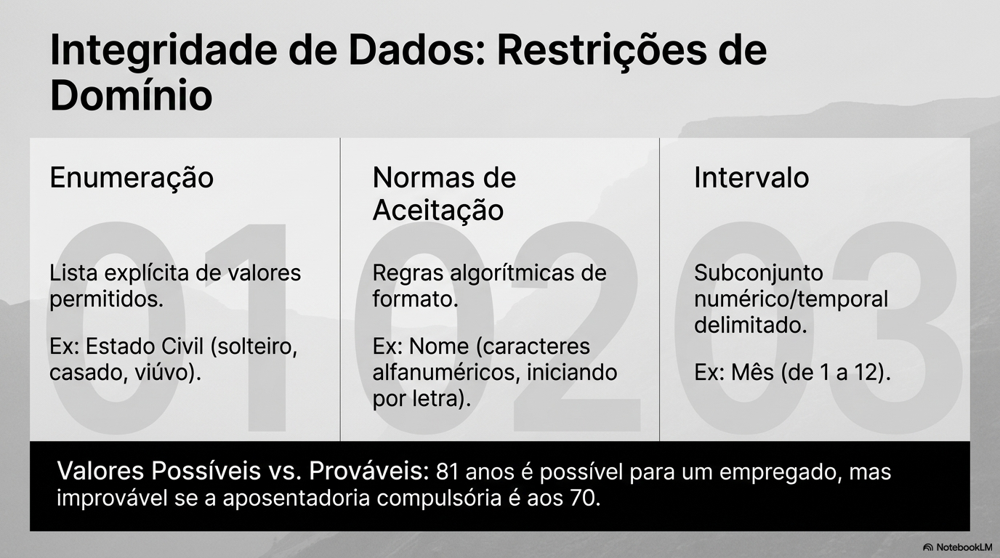 Integridade de Dados: Restrições de
Domínio
Enumeração
01
Lista explícita de valores
permitidos.
Ex: Estado Civil (solteiro,
casado, viúvo).
Normas de
Aceitação
02
Regras algorítmicas de
formato.
Ex: Nome (caracteres
alfanuméricos, iniciando
por letra).
Intervalo
03
Subconjunto
numérico/temporal
delimitado.
Ex: Mês (de 1 a 12).
Valores Possíveis vs. Prováveis: 81 anos é possível para um empregado, mas
improvável se a aposentadoria compulsória é aos 70.
NotebookLM